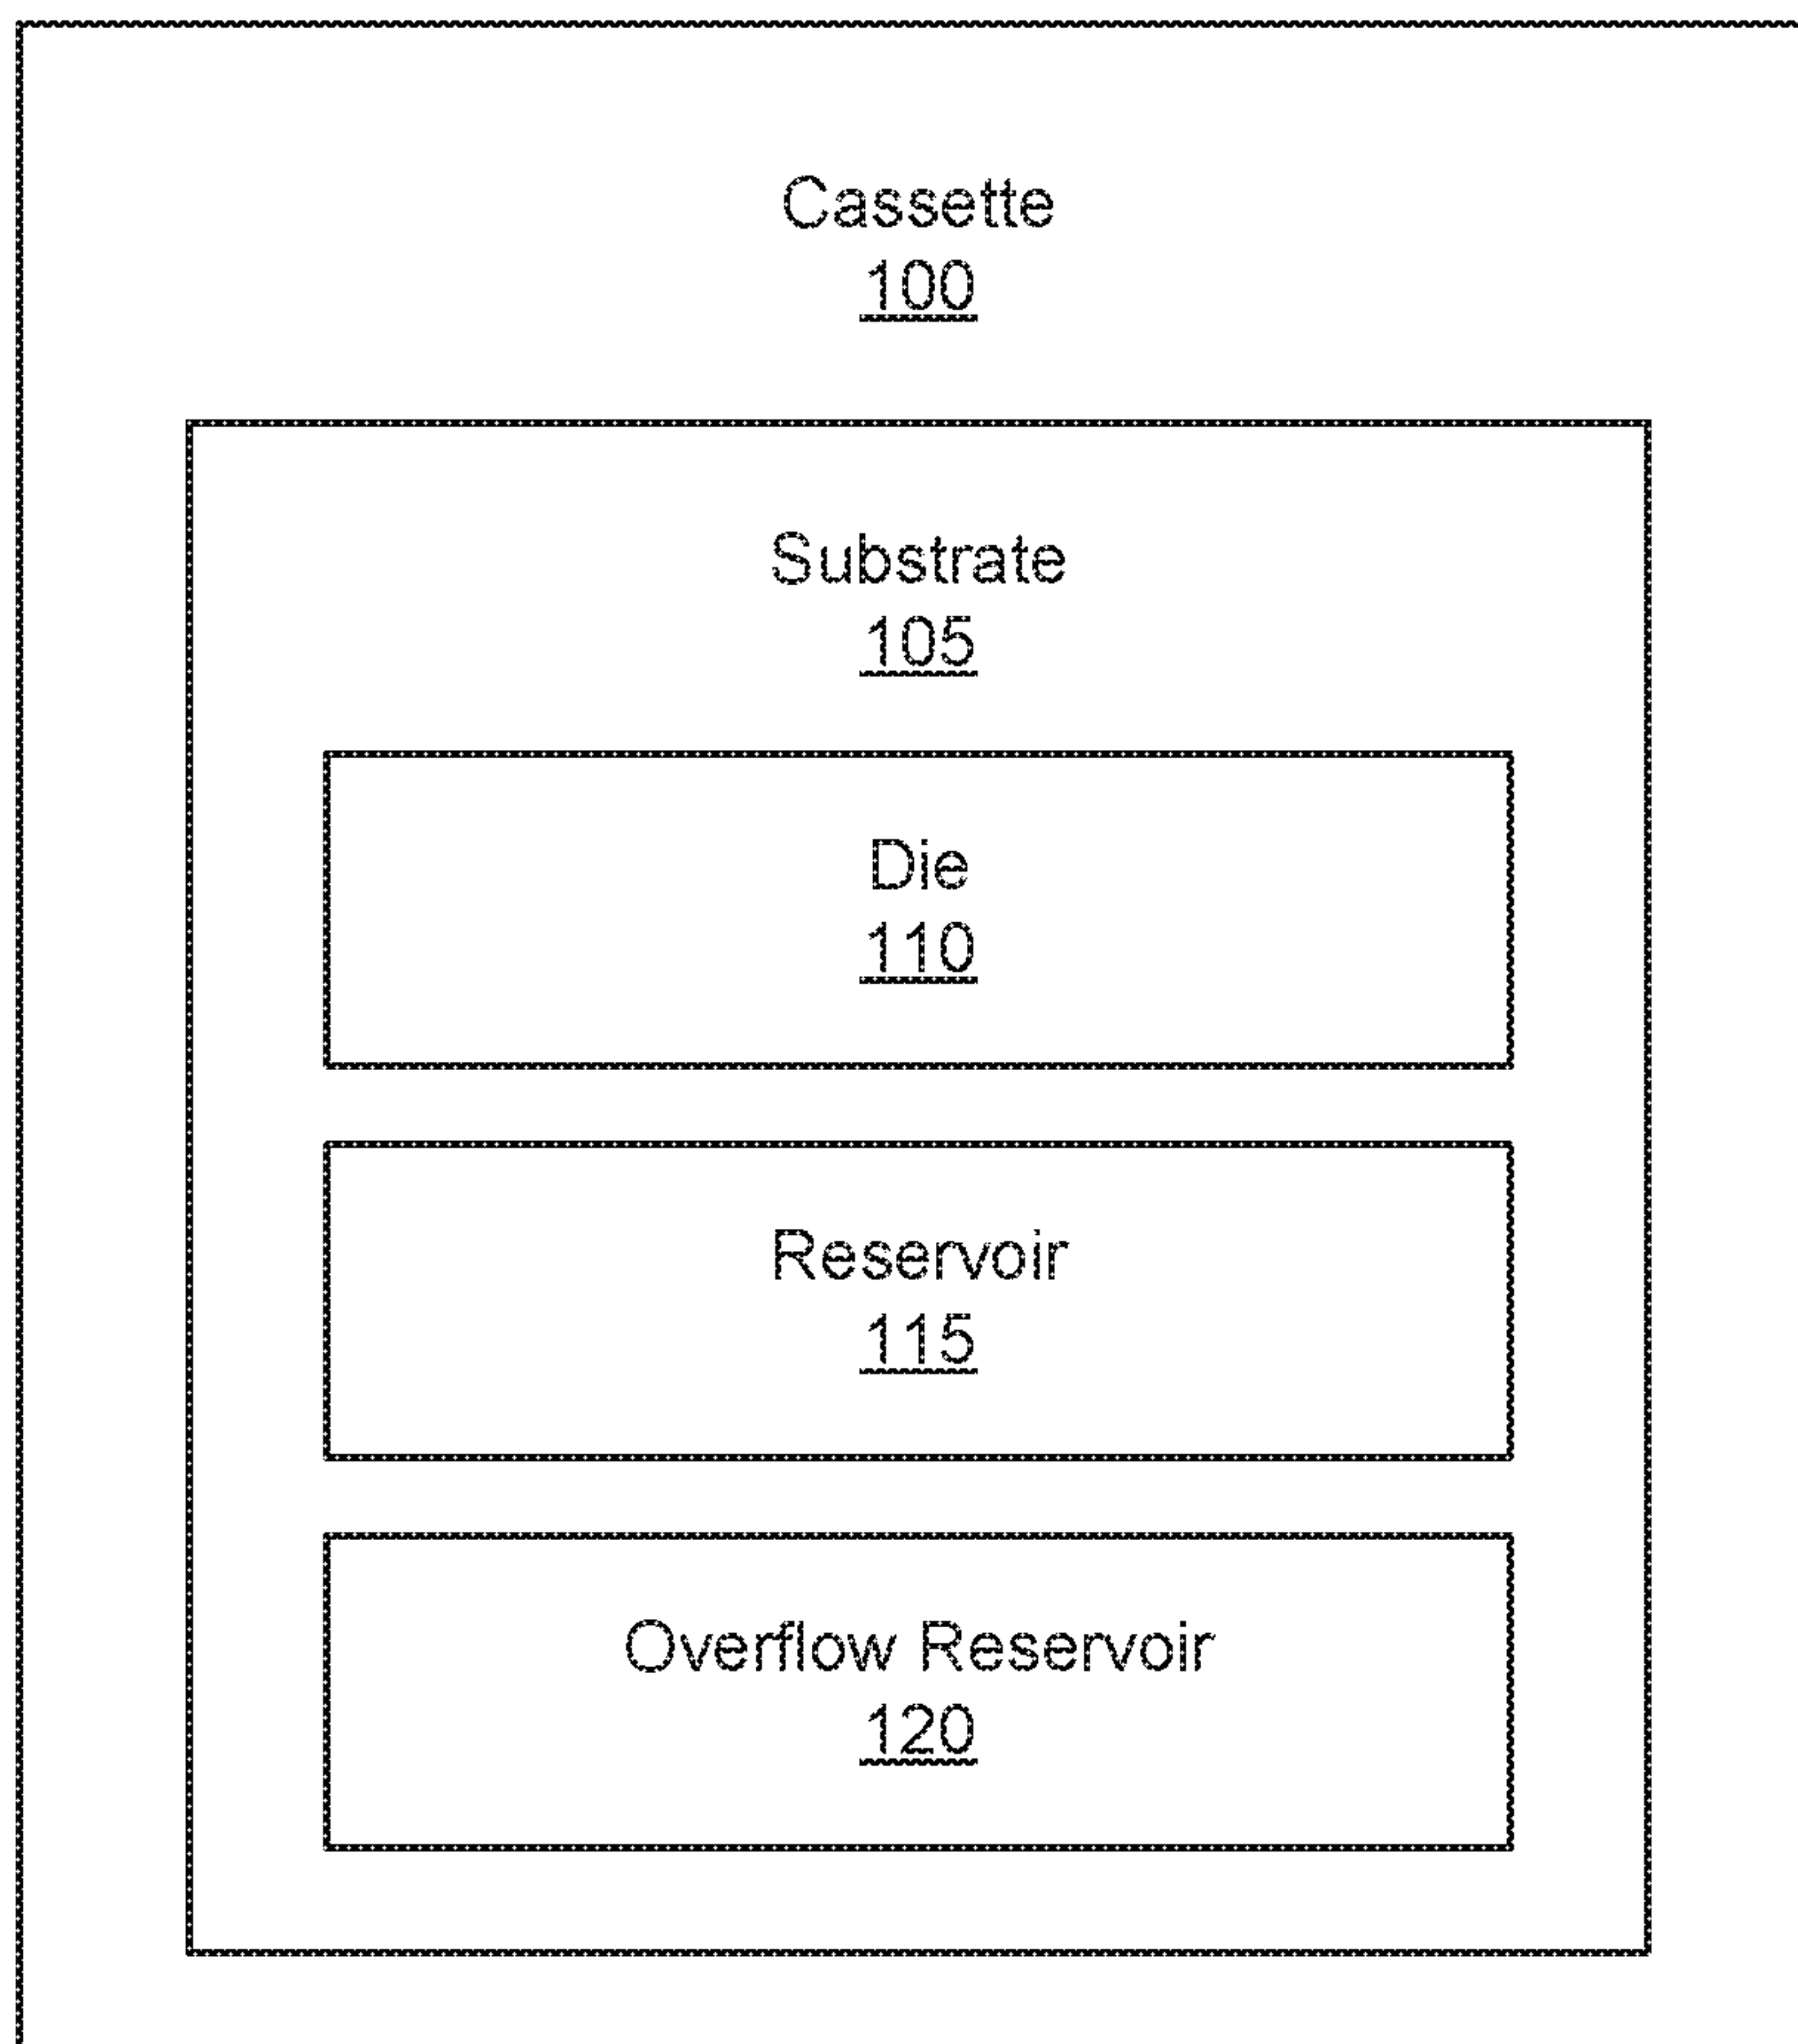 Cassette
100
Substrate
105
Die
110
Reservoir
115
Overflow Reservoir
120